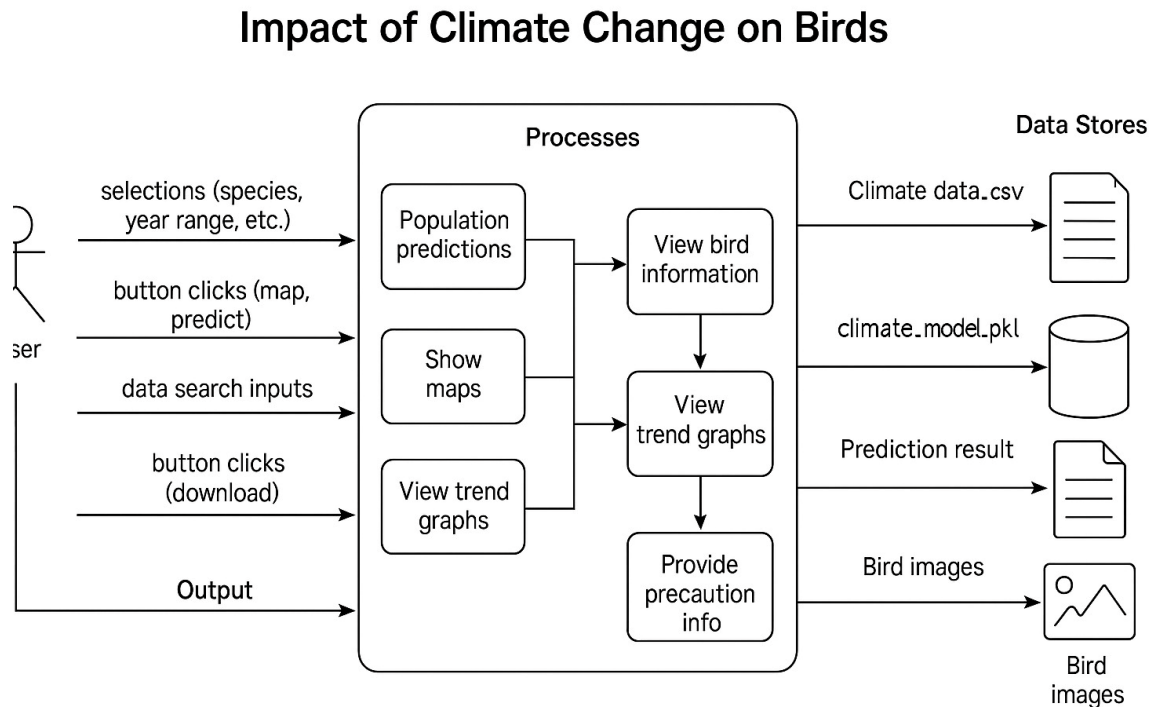 Impact of Climate Change on Birds
selections (species,
year range, etc.)
button clicks (map,
predict)
ser
data search inputs
button clicks
(download)
Output
Processes
Population
predictions
Show
maps
View trend
graphs
View bird
information
View
trend graphs
Provide
precaution
info
Data Stores
Climate data_csv
climate_model_pkl
Prediction result
Bird images
Bird
images